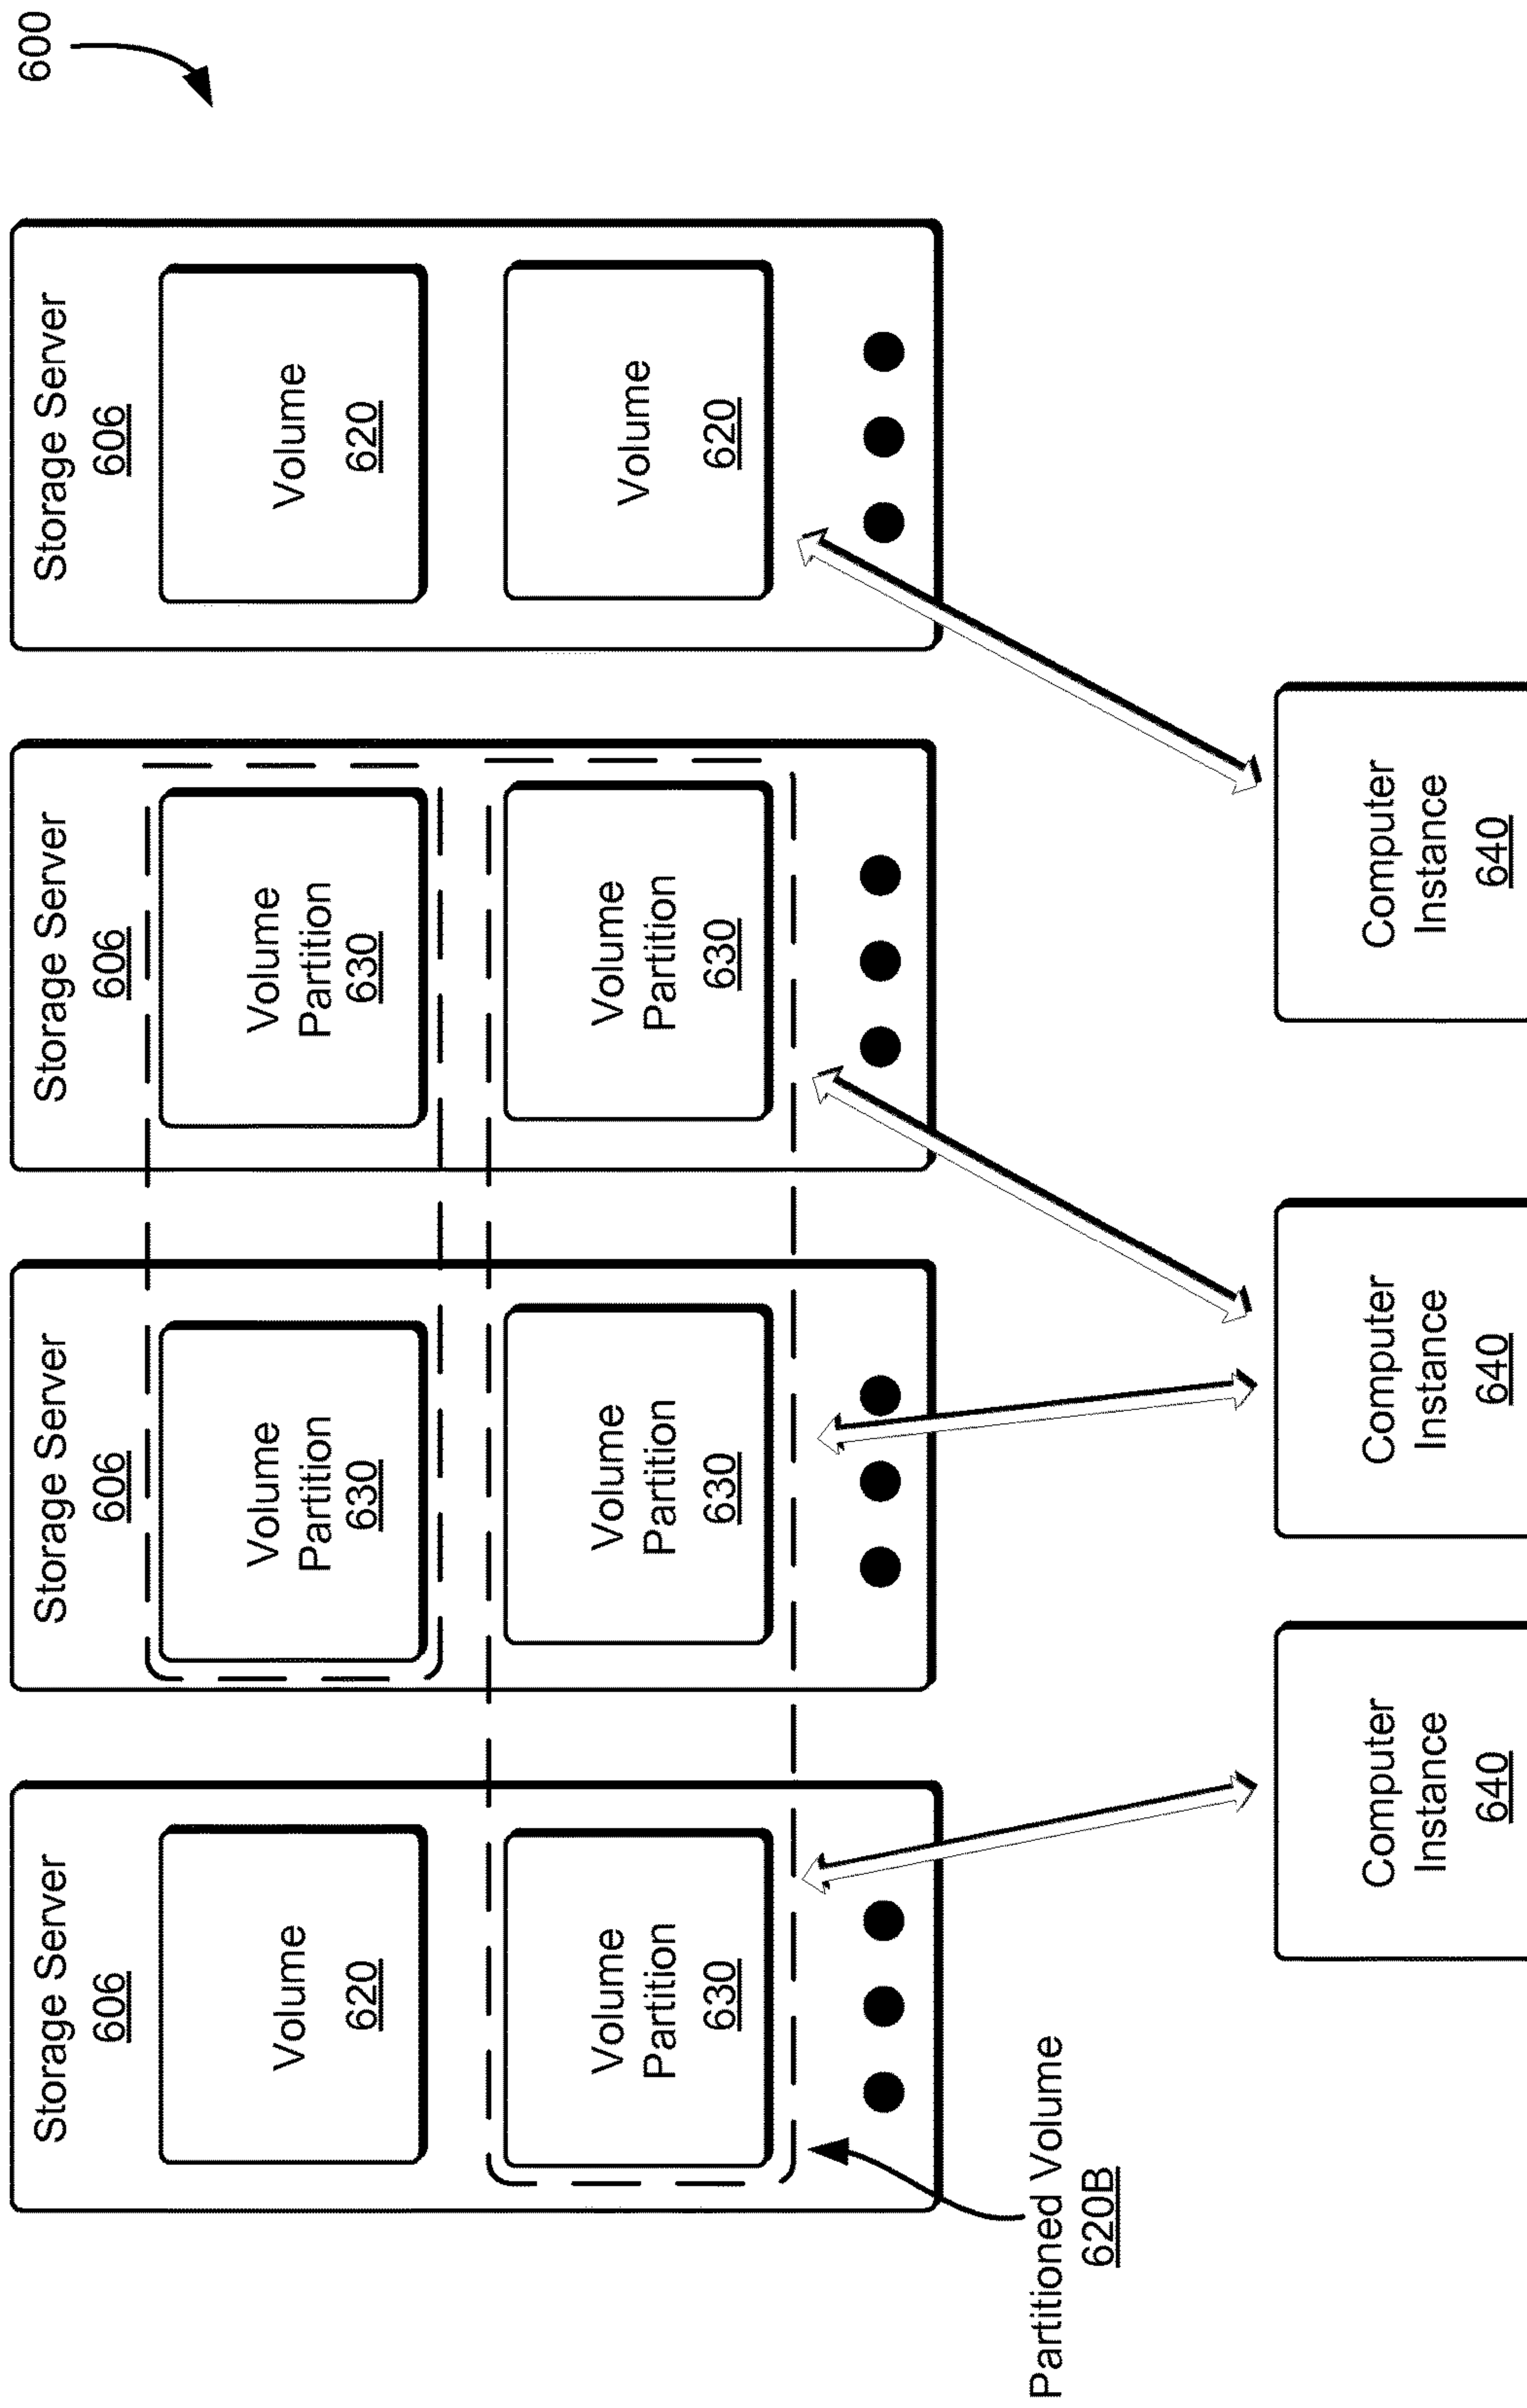 600
Storage Server
606
Volume
620
Volume
Partition
630
Storage Server
606
Volume
Partition
630
Volume
Partition
630
Storage Server
606
Volume
Partition
630
Volume
Partition
630
Storage Server
606
Volume
620
Volume
620
Partitioned Volume
620B
Computer
Instance
640
Computer
Instance
640
Computer
Instance
640